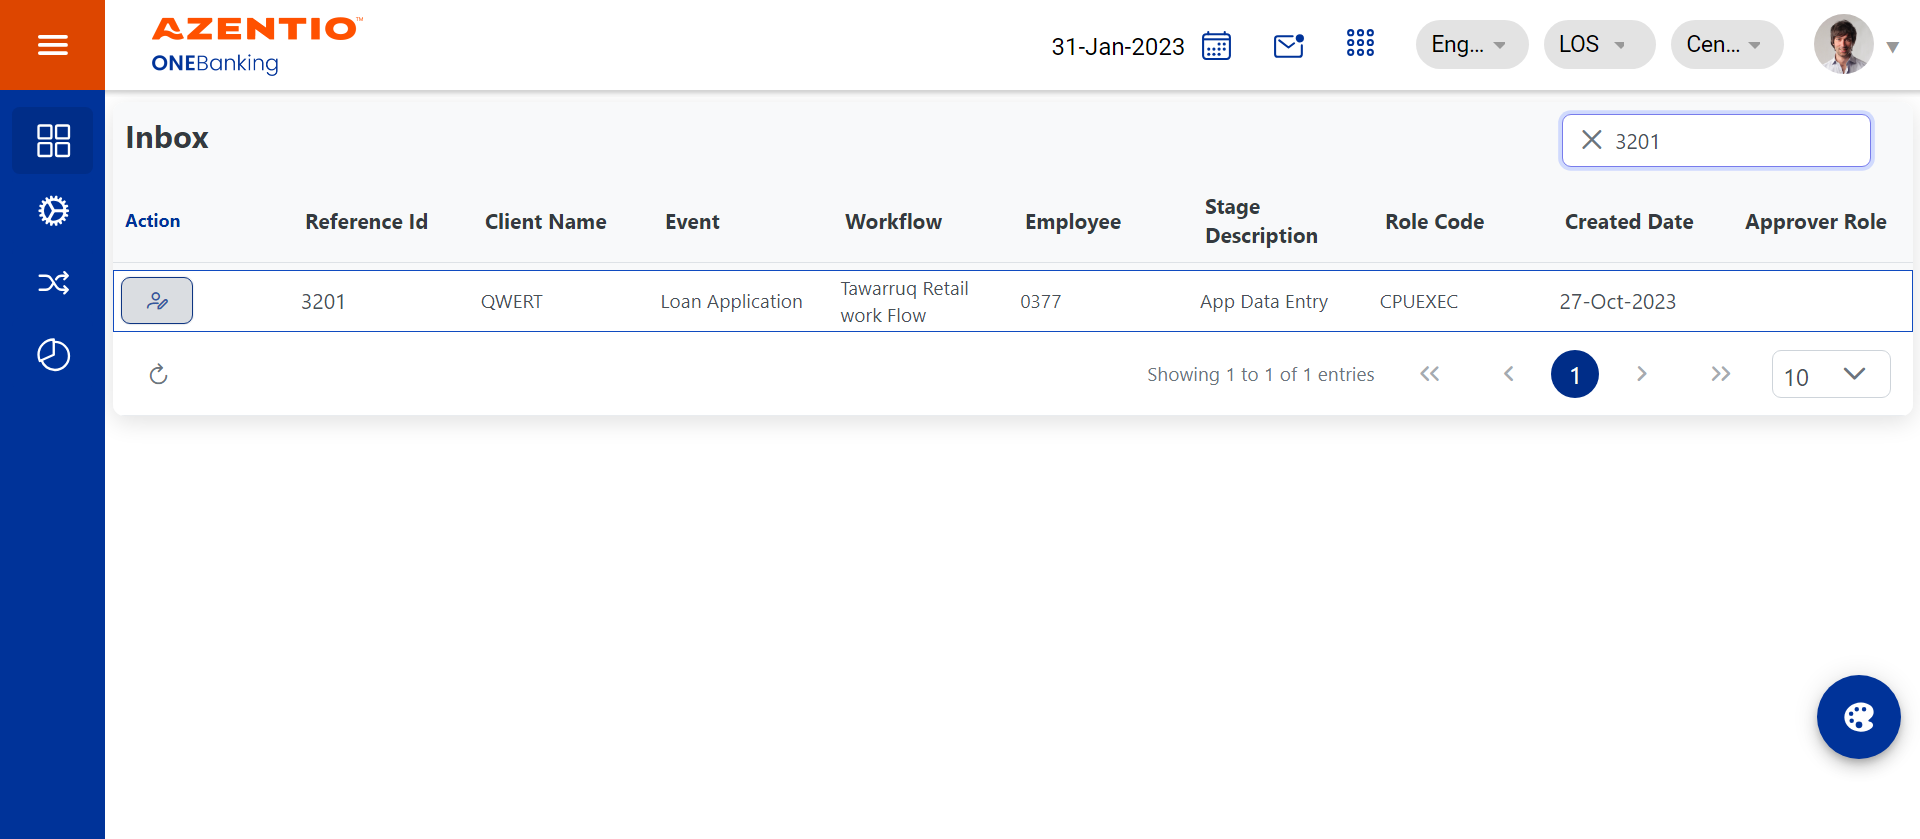 AZENTIO™
ONEBanking
31-Jan-2023
Eng...
LOS
Cen...
Inbox
3201
Action
Reference Id
Client Name
Event
Workflow
Employee
Stage
Description
Role Code
Created Date
Approver Role
3201
QWERT
Loan Application
Tawarruq Retail
work Flow
0377
App Data Entry
CPUEXEC
27-Oct-2023
Showing 1 to 1 of 1 entries
1
10